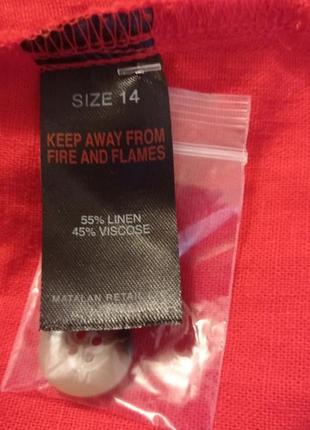 SIZE 14
KEEP AWAY FROM
FIRE AND FLAMES
55% LINEN
45% VISCOSE
MATALAN RETAIL